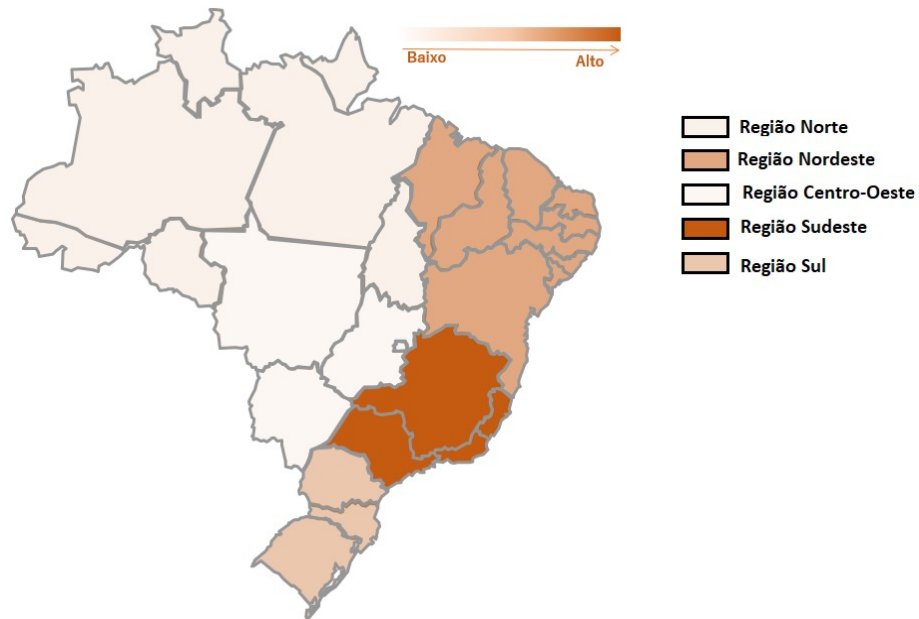 Baixo
Alto
Região Norte
Região Nordeste
Região Centro-Oeste
Região Sudeste
Região Sul